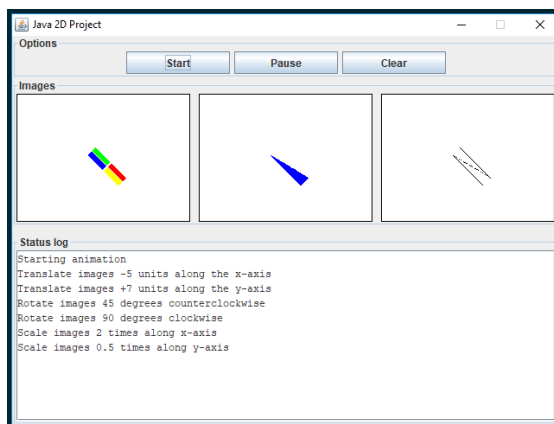 Java 2D Project
Options
Start Pause Clear
Images
Status log
Starting animation
Translate images -5 units along the x-axis
Translate images +7 units along the y-axis
Rotate images 45 degrees counterclockwise
Rotate images 90 degrees clockwise
Scale images 2 times along x-axis
Scale images 0.5 times along y-axis